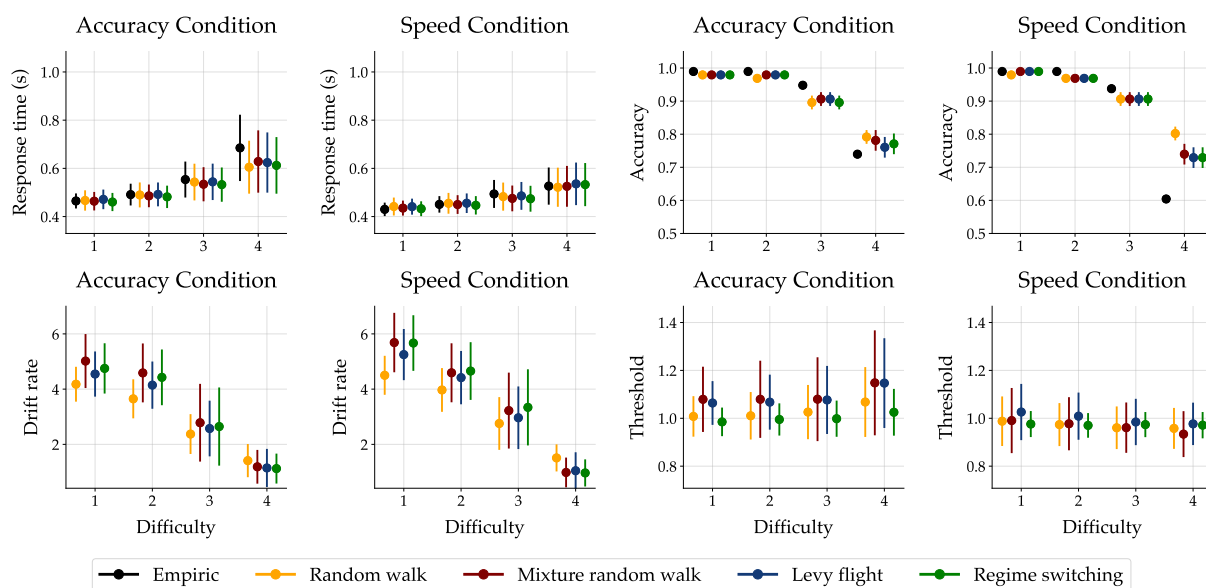 Accuracy Condition
Speed Condition
Accuracy Condition
Speed Condition
Response time (s)
1.0
0.8
0.6
0.4
1 2 3 4
Response time (s)
1.0
0.8
0.6
0.4
1 2 3 4
Accuracy
1.0
0.9
0.8
0.7
0.6
0.5
1 2 3 4
Accuracy
1.0
0.9
0.8
0.7
0.6
0.5
1 2 3 4
Accuracy Condition
Speed Condition
Accuracy Condition
Speed Condition
Drift rate
6
4
2
1 2 3 4
Difficulty
Drift rate
6
4
2
1 2 3 4
Difficulty
Threshold
1.4
1.2
1.0
0.8
1 2 3 4
Difficulty
Threshold
1.4
1.2
1.0
0.8
1 2 3 4
Difficulty
Empiric Random walk Mixture random walk Levy flight Regime switching